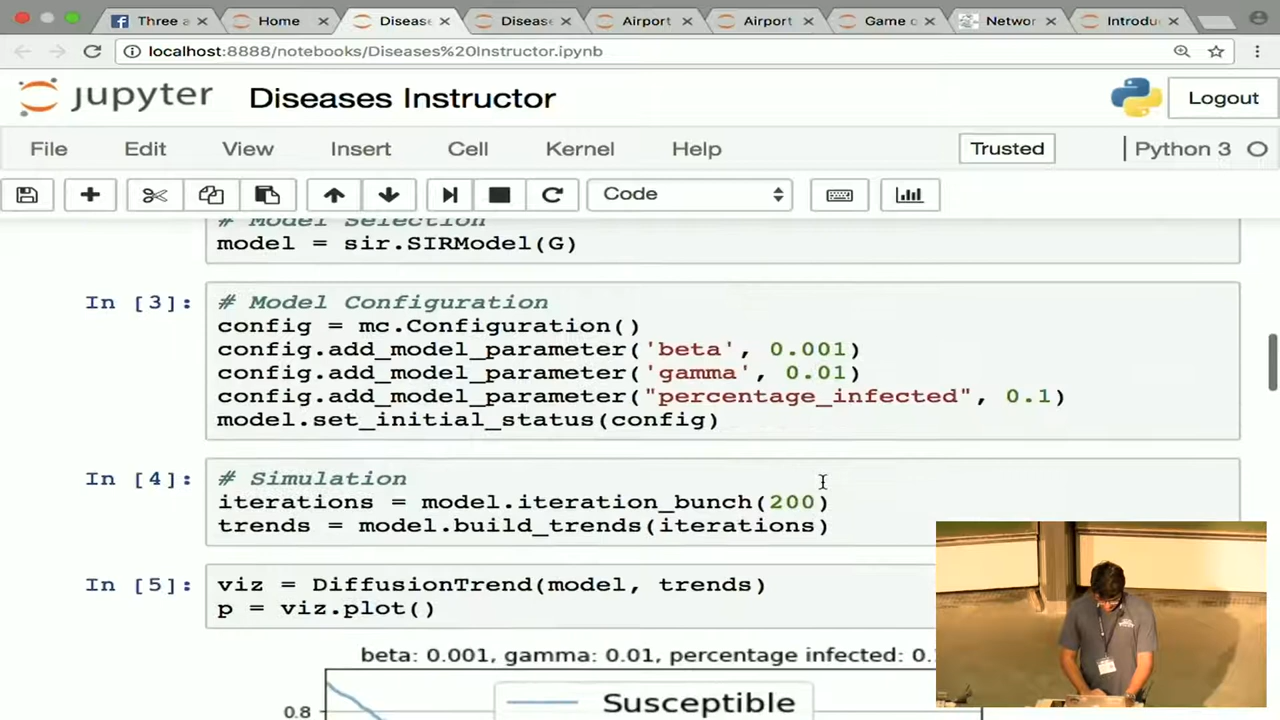 Three a
Home
Disease
Disease
Airport
Airport
Game o
Networ
Introdu
localhost:8888/notebooks/Diseases%20Instructor.ipynb
jupyter Diseases Instructor Logout
File Edit View Insert Cell Kernel Help Trusted Python 3
Code
# Model Selection
model = sir.SIRModel(G)
In [3]: # Model Configuration
config = mc.Configuration()
config.add_model_parameter('beta', 0.001)
config.add_model_parameter('gamma', 0.01)
config.add_model_parameter("percentage_infected", 0.1)
model.set_initial_status(config)
In [4]: # Simulation
iterations = model.iteration_bunch(200)
trends = model.build_trends(iterations)
In [5]: viz = DiffusionTrend(model, trends)
p = viz.plot()
beta: 0.001, gamma: 0.01, percentage infected: 0.
Susceptible
0.8